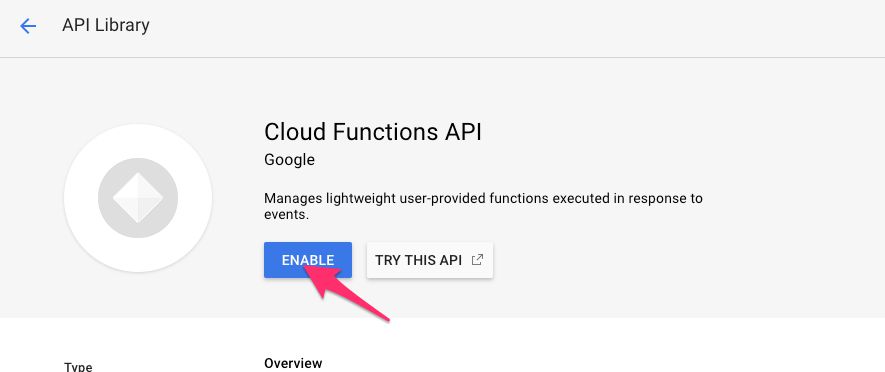 API Library
Cloud Functions API
Google
Manages lightweight user-provided functions executed in response to
events.
ENABLE
TRY THIS API
Type
Overview